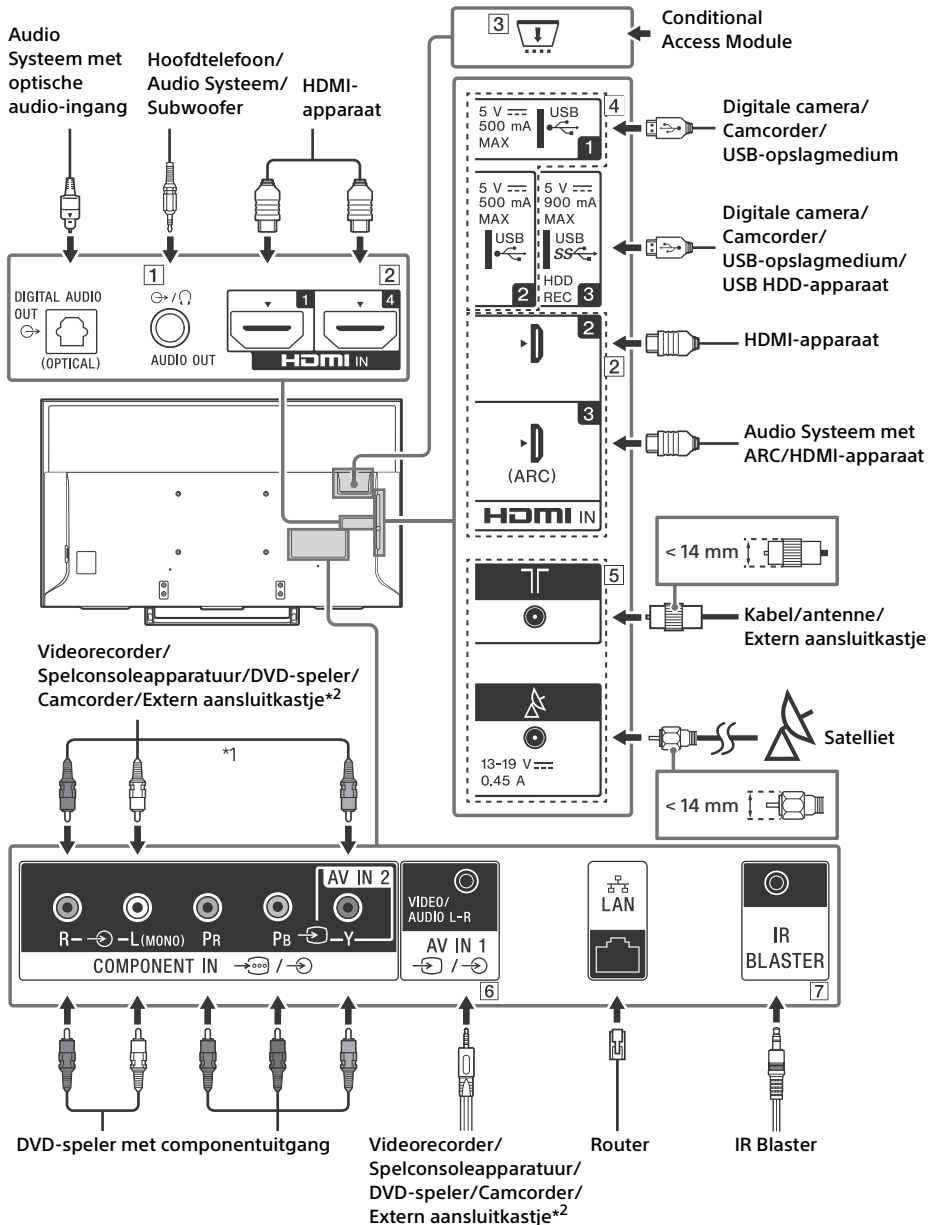 Audio
Systeem met
optische
audio-ingang
Hoofdtelefoon/
Audio Systeem/
Subwoofer
HDMI-
apparaat
3
Conditional
Access Module
4
5 V
500 mA
MAX
USB
1
Digitale camera/
Camcorder/
USB-opslagmedium
5 V
500 mA
MAX
USB
2
5 V
900 mA
MAX
USB
SS
HDD
REC
3
Digitale camera/
Camcorder/
USB-opslagmedium/
USB HDD-apparaat
DIGITAL AUDIO
OUT
(OPTICAL)
1
AUDIO OUT
2
1
4
HDMI IN
2
2
HDMI-apparaat
3
(ARC)
HDMI IN
Audio Systeem met
ARC/HDMI-apparaat
5
< 14 mm
Kabel/antenne/
Extern aansluitkastje
13-19 V
0.45 A
Satelliet
< 14 mm
Videorecorder/
Spelconsoleapparatuur/DVD-speler/
Camcorder/Extern aansluitkastje*2
*1
AV IN 2
R- -L(MONO) PR PB -Y-
COMPONENT IN /
VIDEO/
AUDIO L-R
AV IN 1
/
6
LAN
IR
BLASTER
7
DVD-speler met componentuitgang
Videorecorder/
Spelconsoleapparatuur/
DVD-speler/Camcorder/
Extern aansluitkastje*2
Router
IR Blaster